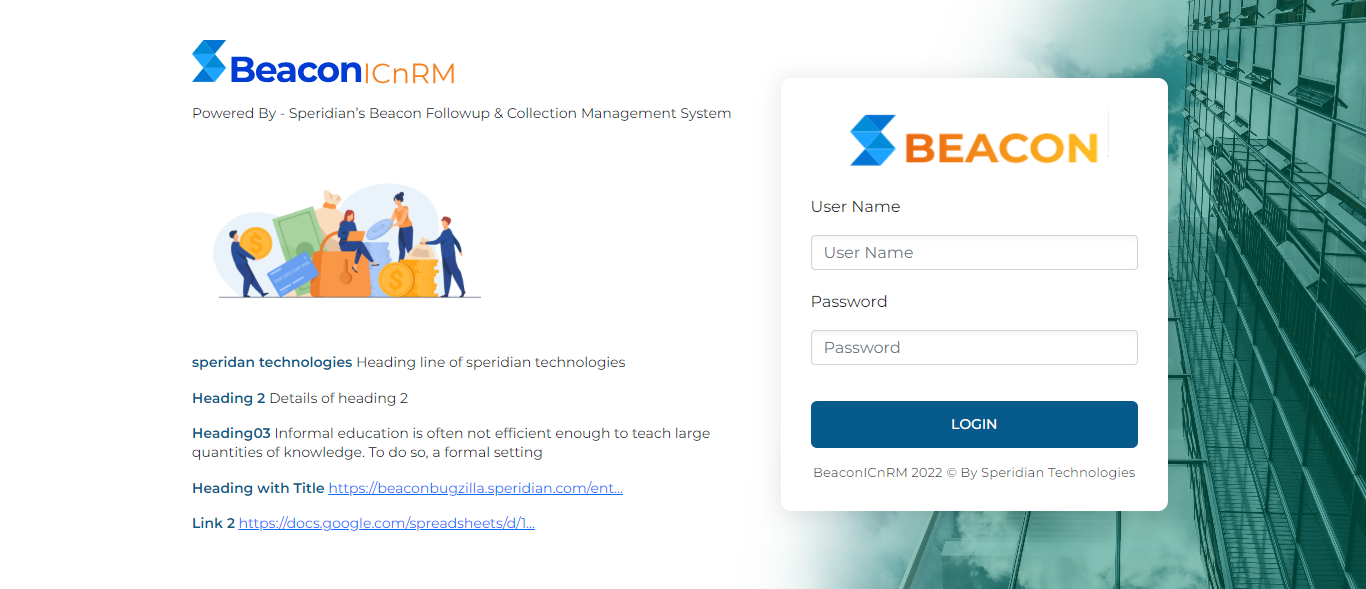 BeaconICnRM
Powered By - Speridian’s Beacon Followup & Collection Management System
speridan technologies Heading line of speridian technologies
Heading 2 Details of heading 2
Heading03 Informal education is often not efficient enough to teach large
quantities of knowledge. To do so, a formal setting
Heading with Title https://beaconbugzilla.speridian.com/ent...
Link 2 https://docs.google.com/spreadsheets/d/1...
BEACON
User Name
User Name
Password
Password
LOGIN
BeaconICnRM 2022 © By Speridian Technologies